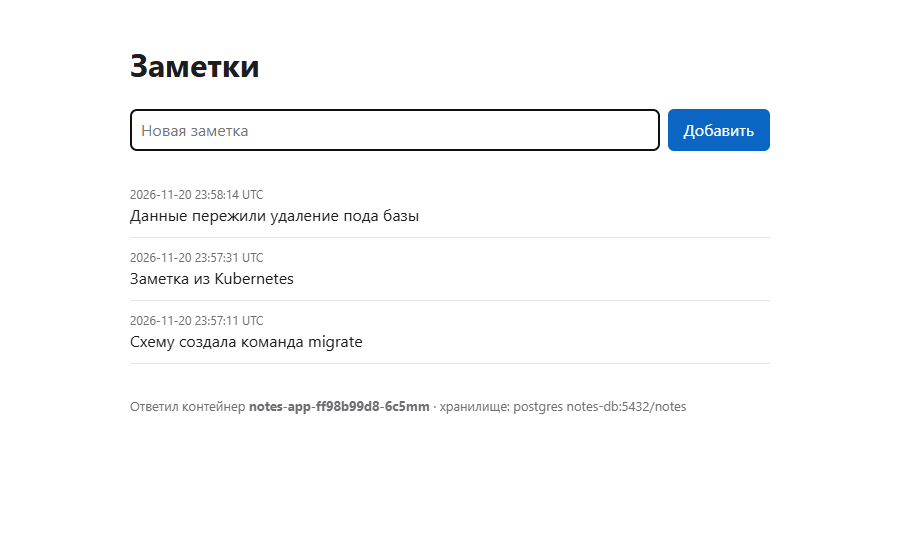 Заметки
Новая заметка
Добавить
2026-11-20 23:58:14 UTC
Данные пережили удаление пода базы
2026-11-20 23:57:31 UTC
Заметка из Kubernetes
2026-11-20 23:57:11 UTC
Схему создала команда migrate
Ответил контейнер notes-app-ff98b99d8-6c5mm · хранилище: postgres notes-db:5432/notes